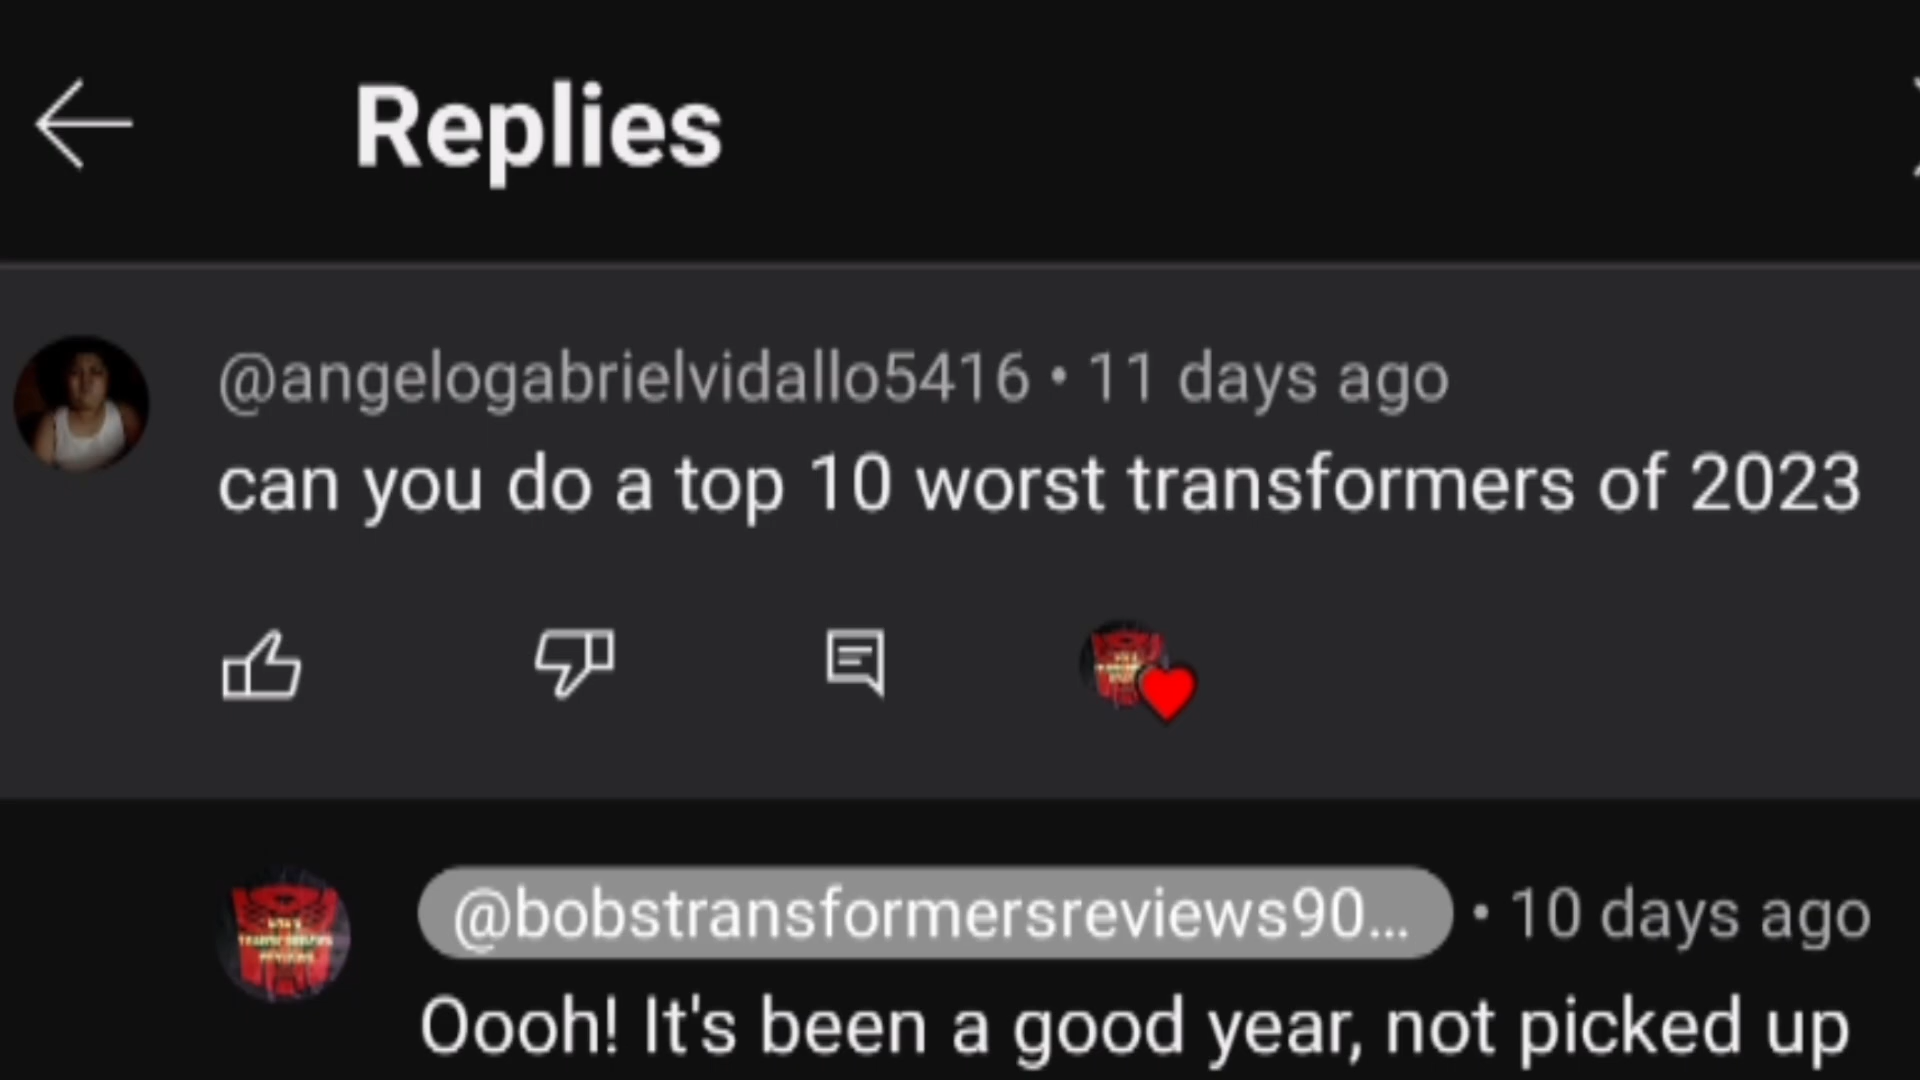 Replies
@angelogabrielvidallo5416 • 11 days ago
can you do a top 10 worst transformers of 2023
@bobstransformersreviews90... • 10 days ago
Oooh! It's been a good year, not picked up